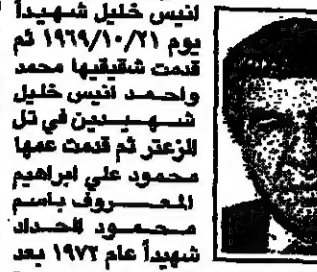 انيس خليل شهيداً
يوم ١٩٦٩/١٠/٢١ ثم
قدمت شقيقيها محمد
واحمد انيس خليل
شهيدين في تل
الزعتر ثم قدمت عمها
محمود علي ابراهيم
المعروف باسم
محمود الحداد
شهيداً عام ١٩٧٢ بعد